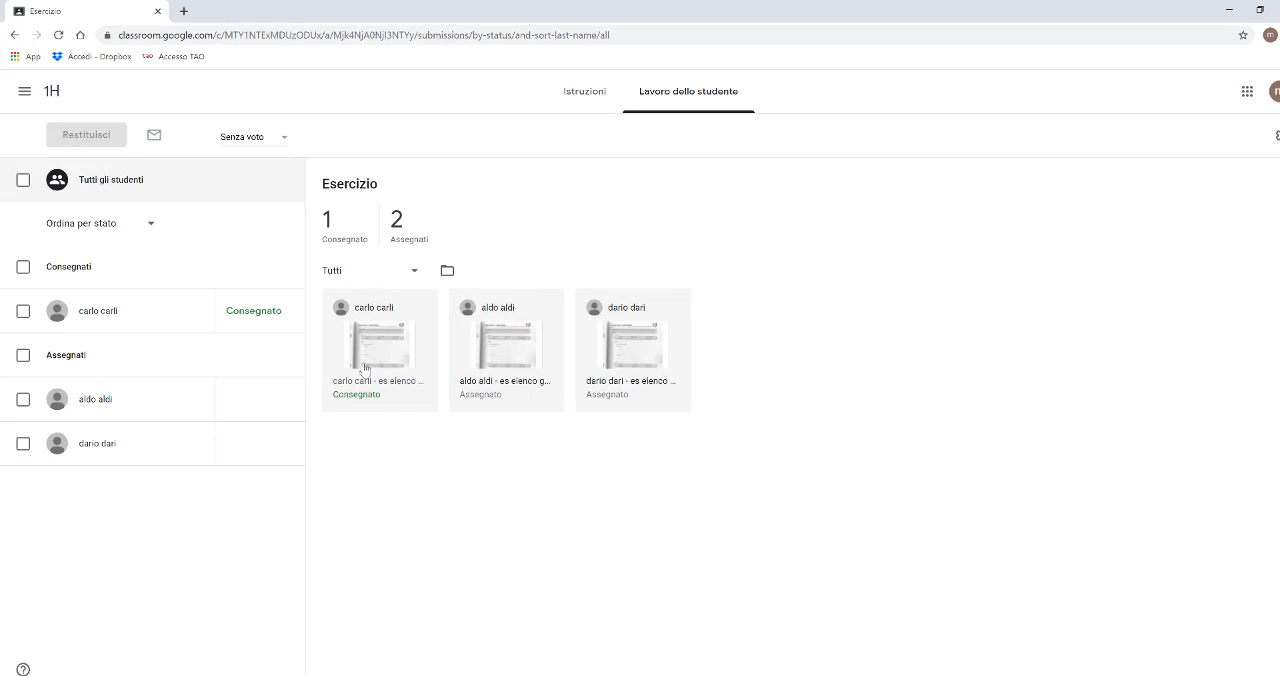 Esercizio
classroom.google.com/c/MTY1NTExMDUzODUx/a/Mjk4NjA0NjI3NTYy/submissions/by-status/and-sort-last-name/all
App Accedi - Dropbox TAO Accesso TAO
1H Istruzioni Lavoro dello studente
Restituisci Senza voto
Tutti gli studenti
Ordina per stato
Consegnati
carlo carli Consegnato
Assegnati
aldo aldi
dario dari
Esercizio
1 2
Consegnato Assegnati
Tutti
carlo carli aldo aldi dario dari
carlo carli - es elenco ... aldo aldi - es elenco g... dario dari - es elenco ...
Consegnato Assegnato Assegnato